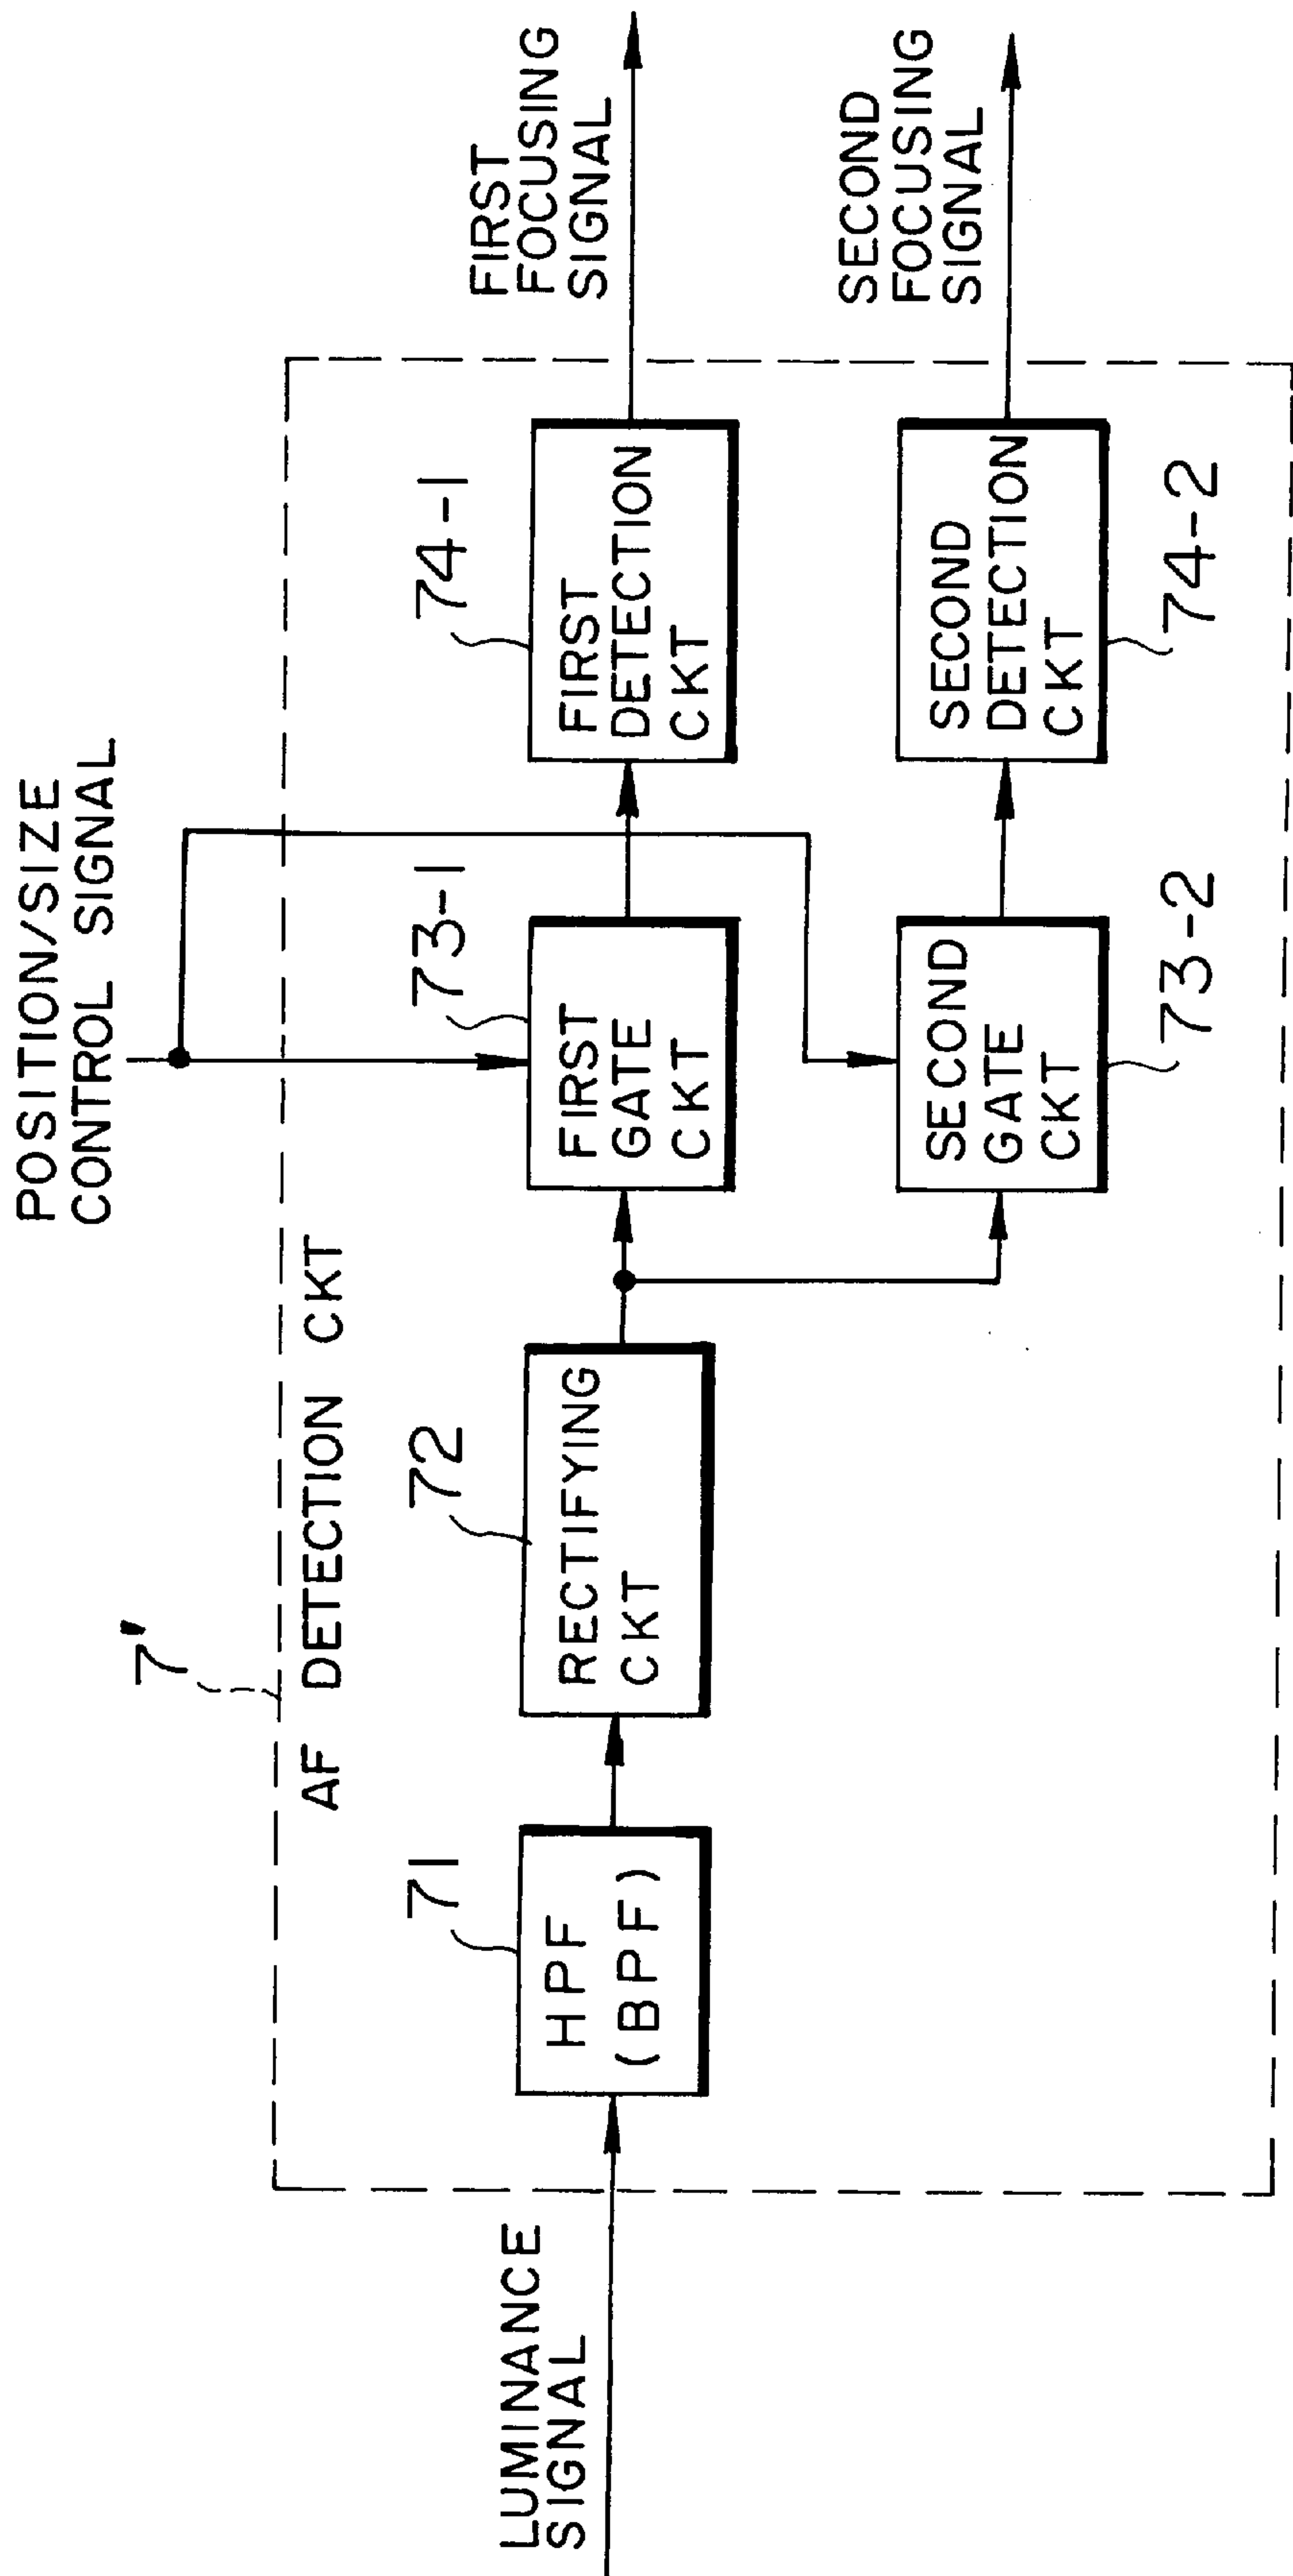 POSITION/SIZE
CONTROL SIGNAL
7'
AF DETECTION CKT
LUMINANCE
SIGNAL
71
HPF
(BPF)
72
RECTIFYING
CKT
73-1
FIRST
GATE
CKT
74-1
FIRST
DETECTION
CKT
FIRST
FOCUSING
SIGNAL
SECOND
GATE
CKT
73-2
SECOND
DETECTION
CKT
74-2
SECOND
FOCUSING
SIGNAL